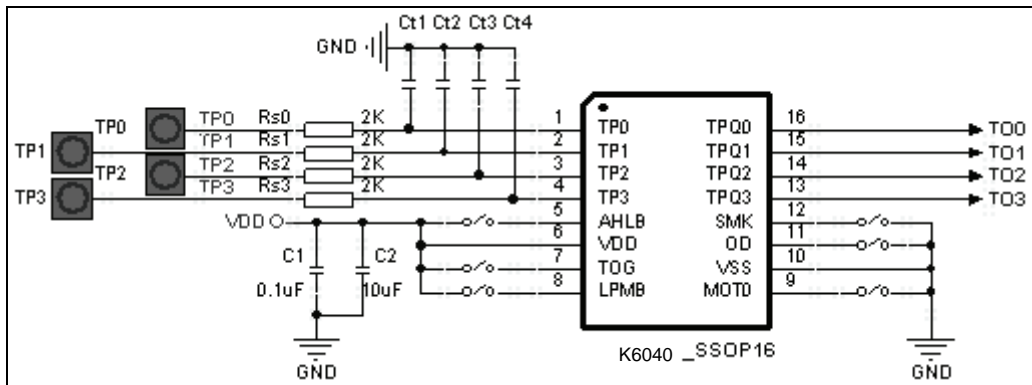 Ct1 Ct2 Ct3 Ct4
GND
TP0 TP0 Rs0 2K 1 TP0 TPQ0 16 TO0
TP1 TP1 Rs1 2K 2 TP1 TPQ1 15 TO1
TP2 TP2 Rs2 2K 3 TP2 TPQ2 14 TO2
TP3 TP3 Rs3 2K 4 TP3 TPQ3 13 TO3
VDD 5 AHLB SMK 12
6 VDD OD 11
C1 C2 7 TOG VSS 10
0.1uF 10uF 8 LPMB MOT0 9
K6040 _SSOP16
GND GND